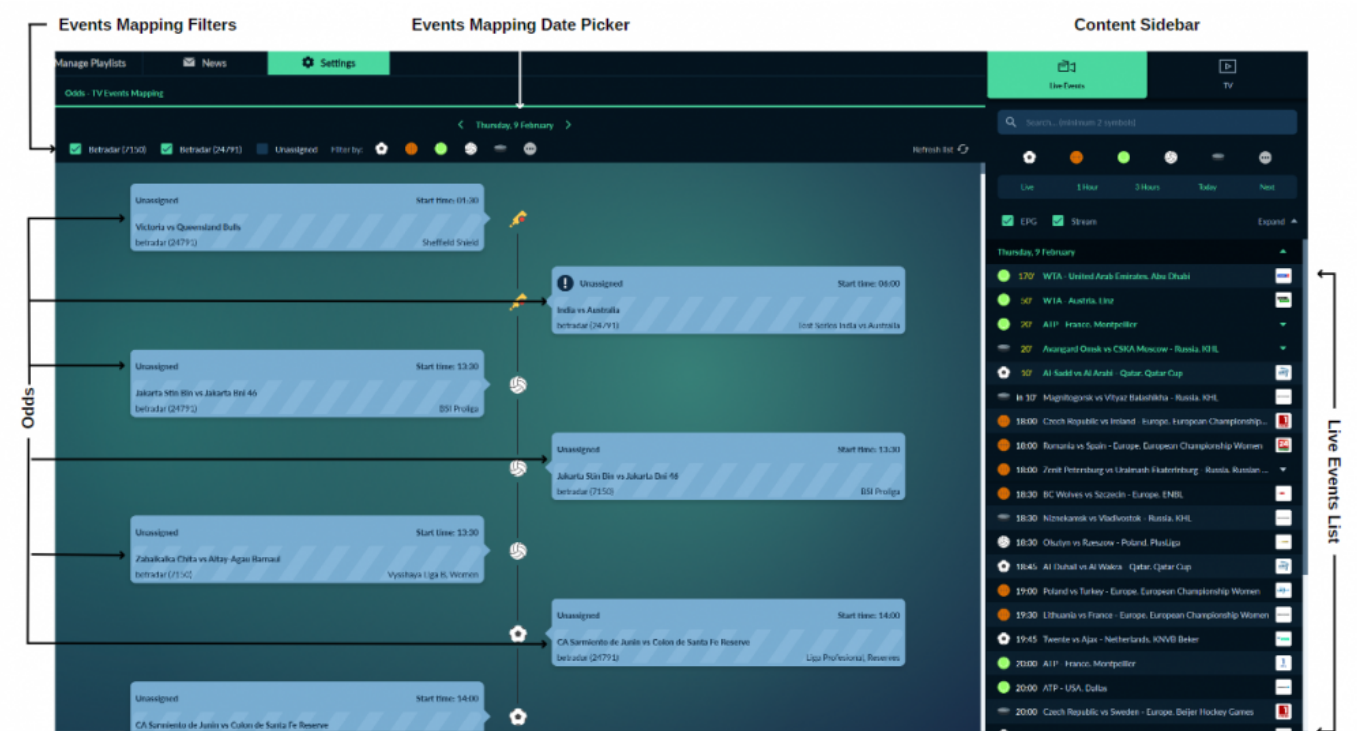 Events Mapping Filters
Events Mapping Date Picker
Content Sidebar
Manage Playlists
News
Settings
Live Events
TV
Odds - TV Events Mapping
Thursday, 9 February
Betradar (7150)
Betradar (24791)
Unassigned
Filter by:
Refresh list
Unassigned
Start time: 01:30
Victoria vs Queensland Bulls
betradar (24791)
Sheffield Shield
Unassigned
Start time: 06:00
India vs Australia
betradar (24791)
Test Series India vs Australia
Unassigned
Start time: 13:30
Jakarta Stin Bin vs Jakarta Bni 46
betradar (24791)
BSI Proliga
Unassigned
Start time: 13:30
Jakarta Stin Bin vs Jakarta Bni 46
betradar (7150)
BSI Proliga
Unassigned
Start time: 13:30
Zabaikalka Chita vs Altay-Agau Barnaul
betradar (7150)
Vysshaya Liga B, Women
Unassigned
Start time: 14:00
CA Sarmiento de Junin vs Colon de Santa Fe Reserve
betradar (24791)
Liga Profesional, Reserves
Unassigned
Start time: 14:00
CA Sarmiento de Junin vs Colon de Santa Fe Reserve
Odds
Search... (minimum 2 symbols)
Live
1 Hour
3 Hours
Today
Next
EPG
Stream
Expand
Thursday, 9 February
170' WTA - United Arab Emirates. Abu Dhabi
50' WTA - Austria. Linz
20' ATP - France. Montpellier
20' Avangard Omsk vs CSKA Moscow - Russia. KHL
10' Al Sadd vs Al Arabi - Qatar. Qatar Cup
In 10' Magnitogorsk vs Vityaz Balashikha - Russia. KHL
18:00 Czech Republic vs Ireland - Europe. European Championship...
18:00 Romania vs Spain - Europe. European Championship Women
18:00 Zenit Petersburg vs Uralmash Ekaterinburg - Russia. Russian ...
18:30 BC Wolves vs Szczecin - Europe. ENBL
18:30 Niznekamsk vs Vladivostok - Russia. KHL
18:30 Olsztyn vs Rzeszow - Poland. PlusLiga
18:45 Al Duhail vs Al Wakra - Qatar. Qatar Cup
19:00 Poland vs Turkey - Europe. European Championship Women
19:30 Lithuania vs France - Europe. European Championship Women
19:45 Twente vs Ajax - Netherlands. KNVB Beker
20:00 ATP - France. Montpellier
20:00 ATP - USA. Dallas
20:00 Czech Republic vs Sweden - Europe. Beijer Hockey Games
Live Events List